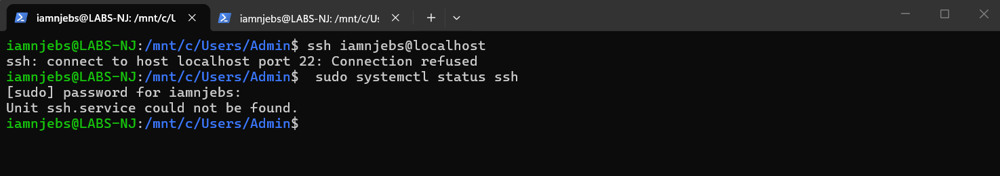 iamnjebs@LABS-NJ: /mnt/c/U
iamnjebs@LABS-NJ: /mnt/c/Us
iamnjebs@LABS-NJ:/mnt/c/Users/Admin$ ssh iamnjebs@localhost
ssh: connect to host localhost port 22: Connection refused
iamnjebs@LABS-NJ:/mnt/c/Users/Admin$  sudo systemctl status ssh
[sudo] password for iamnjebs:
Unit ssh.service could not be found.
iamnjebs@LABS-NJ:/mnt/c/Users/Admin$